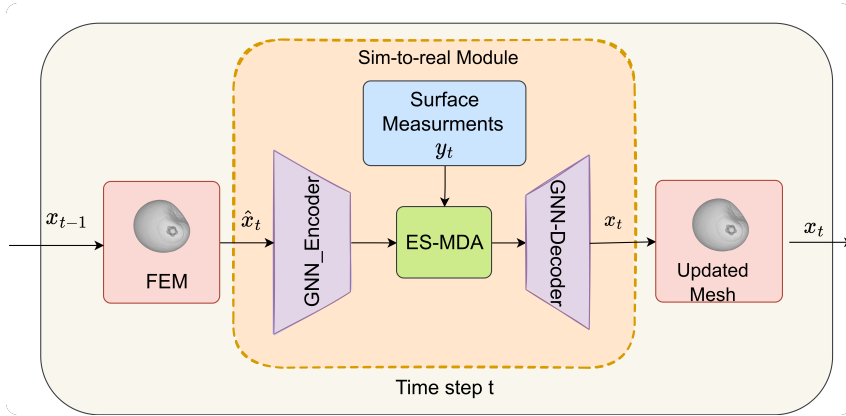 Sim-to-real Module
Surface
Measurments
y_t
x_{t-1}
FEM
x̂_t
GNN_Encoder
ES-MDA
GNN-Decoder
x_t
Updated
Mesh
x_t
Time step t